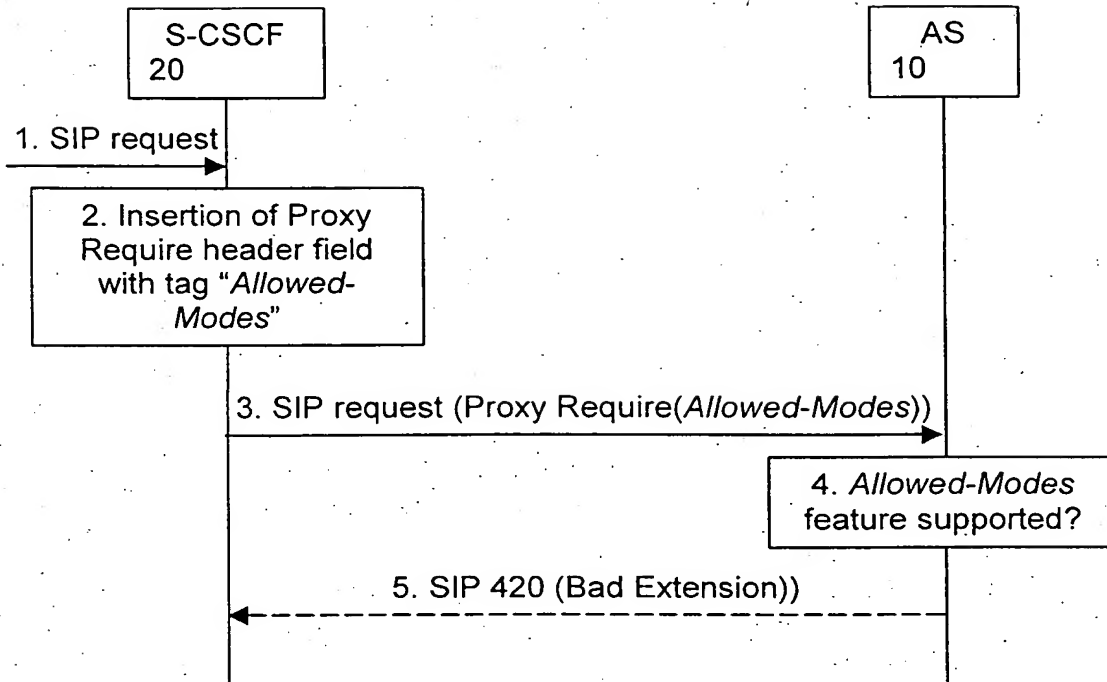 S-CSCF
20
AS
10
1. SIP request
2. Insertion of Proxy
Require header field
with tag “Allowed-
Modes”
3. SIP request (Proxy Require(Allowed-Modes))
4. Allowed-Modes
feature supported?
5. SIP 420 (Bad Extension))